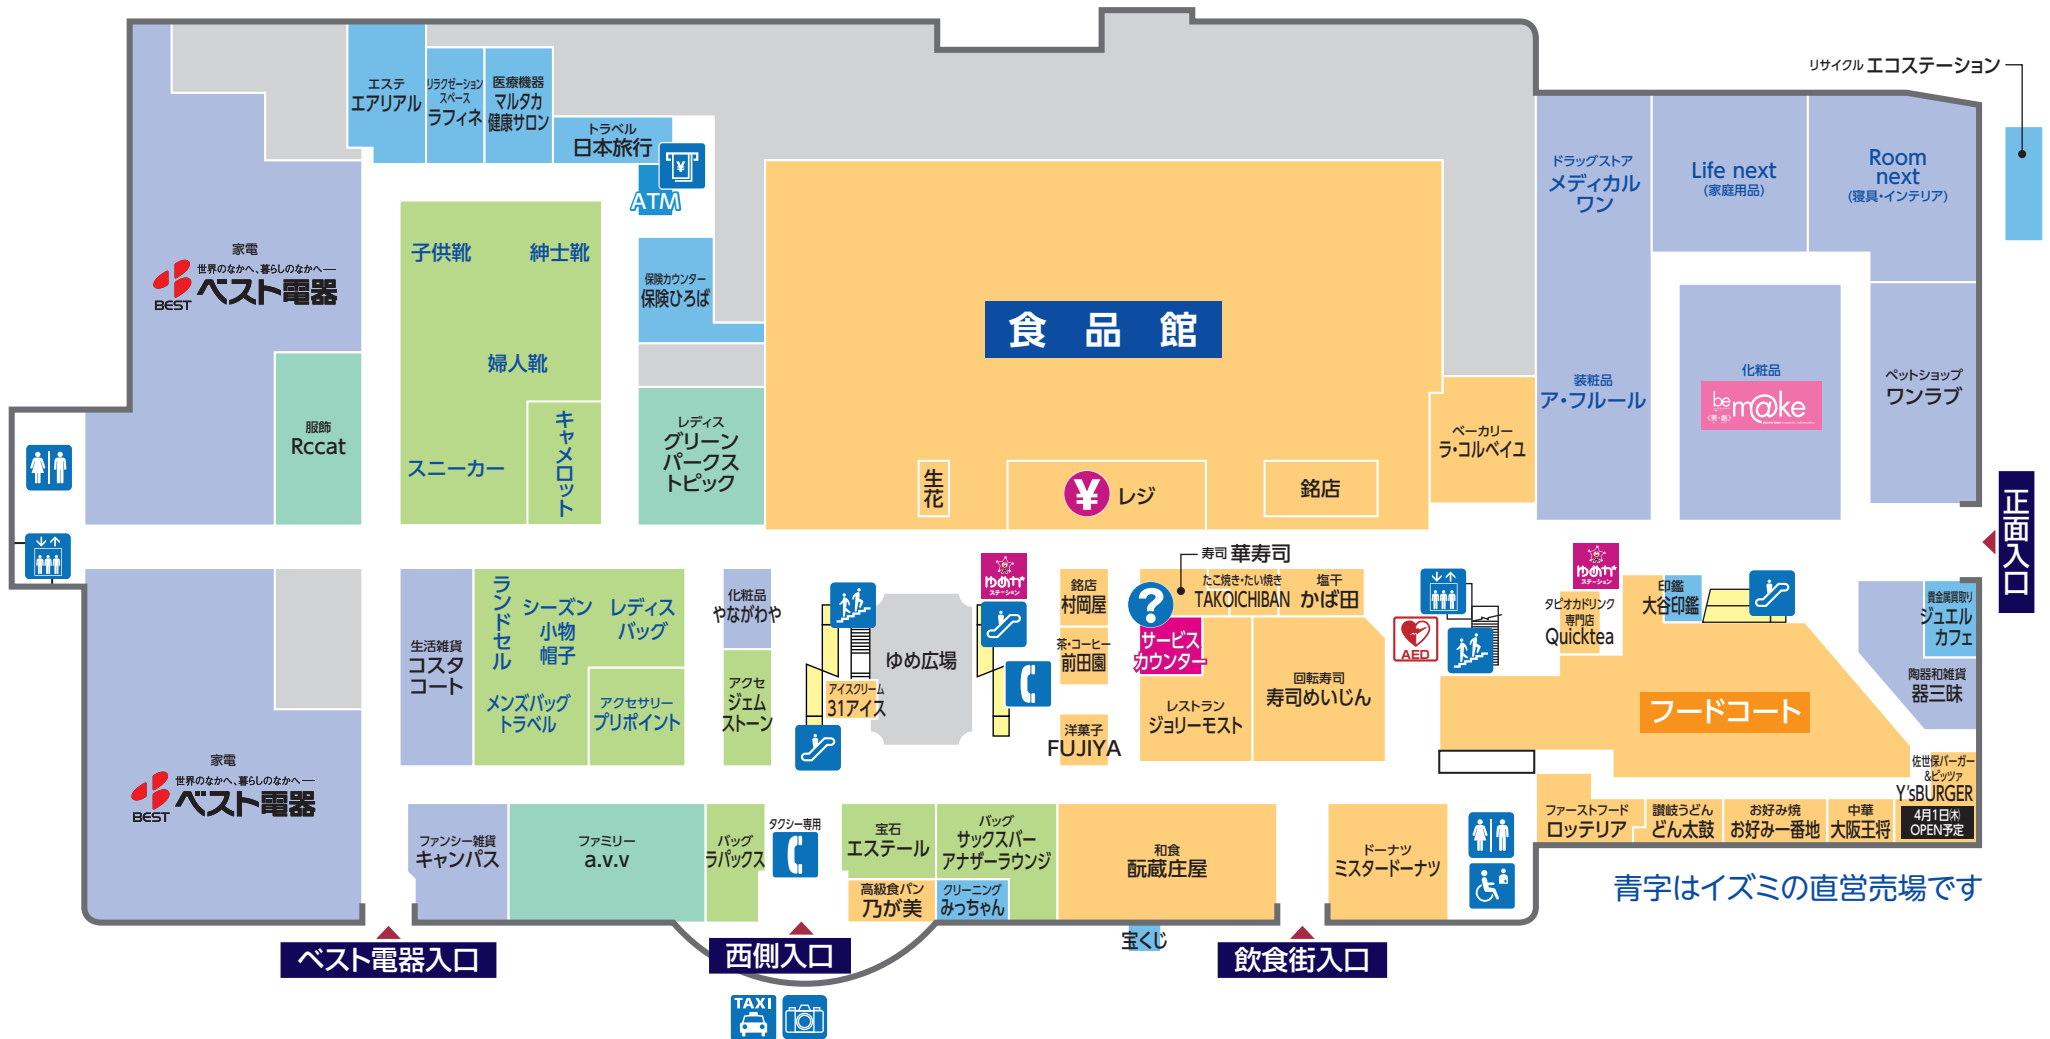 リサイクル エコステーション
エステ
エアリアル
リラクゼーション
スペース
ラフィネ
医療機器
マルタカ
健康サロン
トラベル
日本旅行
¥
ATM
ドラッグストア
メディカル
ワン
Life next
(家庭用品)
Room
next
(寝具・インテリア)
家電
世界のなかへ、暮らしのなかへ
BEST
ベスト電器
子供靴
紳士靴
婦人靴
スニーカー
キャメロット
保険カウンター
保険ひろば
食品館
装粧品
ア・フルール
化粧品
be
m@ke
ペットショップ
ワンラブ
服飾
Rccat
レディス
グリーン
パークス
トピック
生花
¥ レジ
銘店
ベーカリー
ラ・コルベイユ
正面入口
寿司 華寿司
ゆめか
ステーション
銘店
村岡屋
?
たこ焼き・たい焼き
TAKOICHIBAN
塩干
かば田
ゆめか
ステーション
タピオカドリンク
専門店
Quicktea
印鑑
大谷印鑑
貴金属買取り
ジュエル
カフェ
生活雑貨
コスタ
コート
ランドセル
シーズン
小物
帽子
レディス
バッグ
メンズバッグ
トラベル
アクセサリー
プリポイント
化粧品
やながわや
アクセ
ジェム
ストーン
アイスクリーム
31アイス
ゆめ広場
茶・コーヒー
前田園
洋菓子
FUJIYA
サービス
カウンター
レストラン
ジョリーモスト
回転寿司
寿司めいじん
AED
フードコート
陶器和雑貨
器三昧
家電
世界のなかへ、暮らしのなかへ
BEST
ベスト電器
ファンシー雑貨
キャンパス
ファミリー
a.v.v
バッグ
ラパックス
タクシー専用
宝石
エステール
高級食パン
乃が美
バッグ
サックスバー
アナザーラウンジ
クリーニング
みっちゃん
和食
酛蔵庄屋
ドーナツ
ミスタードーナツ
ファーストフード
ロッテリア
讃岐うどん
どん太鼓
お好み焼
お好み一番地
中華
大阪王将
佐世保バーガー
&ピッツァ
Y'sBURGER
4月1日㈭
OPEN予定
青字はイズミの直営売場です
宝くじ
ベスト電器入口
西側入口
飲食街入口
TAXI